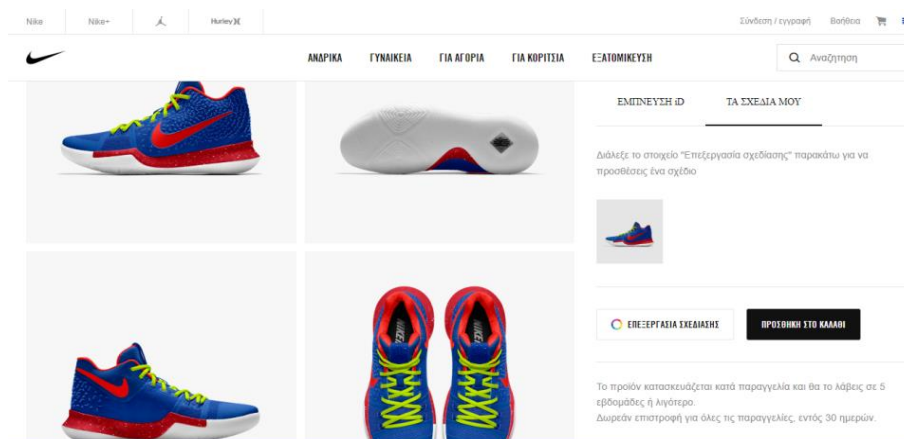 Nike
Nike+
Hurley
Σύνδεση / εγγραφή
Βοήθεια
ΑΝΔΡΙΚΑ
ΓΥΝΑΙΚΕΙΑ
ΓΙΑ ΑΓΟΡΙΑ
ΓΙΑ ΚΟΡΙΤΣΙΑ
ΕΞΑΤΟΜΙΚΕΥΣΗ
Αναζήτηση
ΕΜΠΝΕΥΣΗ iD
ΤΑ ΣΧΕΔΙΑ ΜΟΥ
Διάλεξε το στοιχείο "Επεξεργασία σχεδίασης" παρακάτω για να
προσθέσεις ένα σχέδιο
ΕΠΕΞΕΡΓΑΣΙΑ ΣΧΕΔΙΑΣΗΣ
ΠΡΟΣΘΗΚΗ ΣΤΟ ΚΑΛΑΘΙ
Το προϊόν κατασκευάζεται κατά παραγγελία και θα το λάβεις σε 5
εβδομάδες ή λιγότερο.
Δωρεάν επιστροφή για όλες τις παραγγελίες, εντός 30 ημερών.